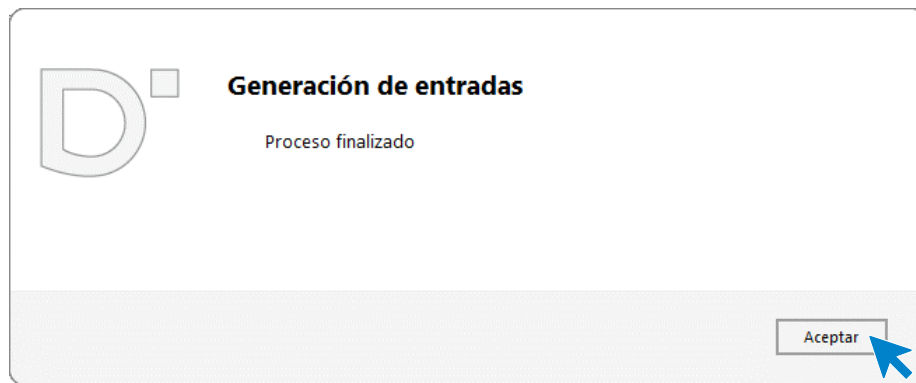 Generación de entradas
Proceso finalizado
Aceptar